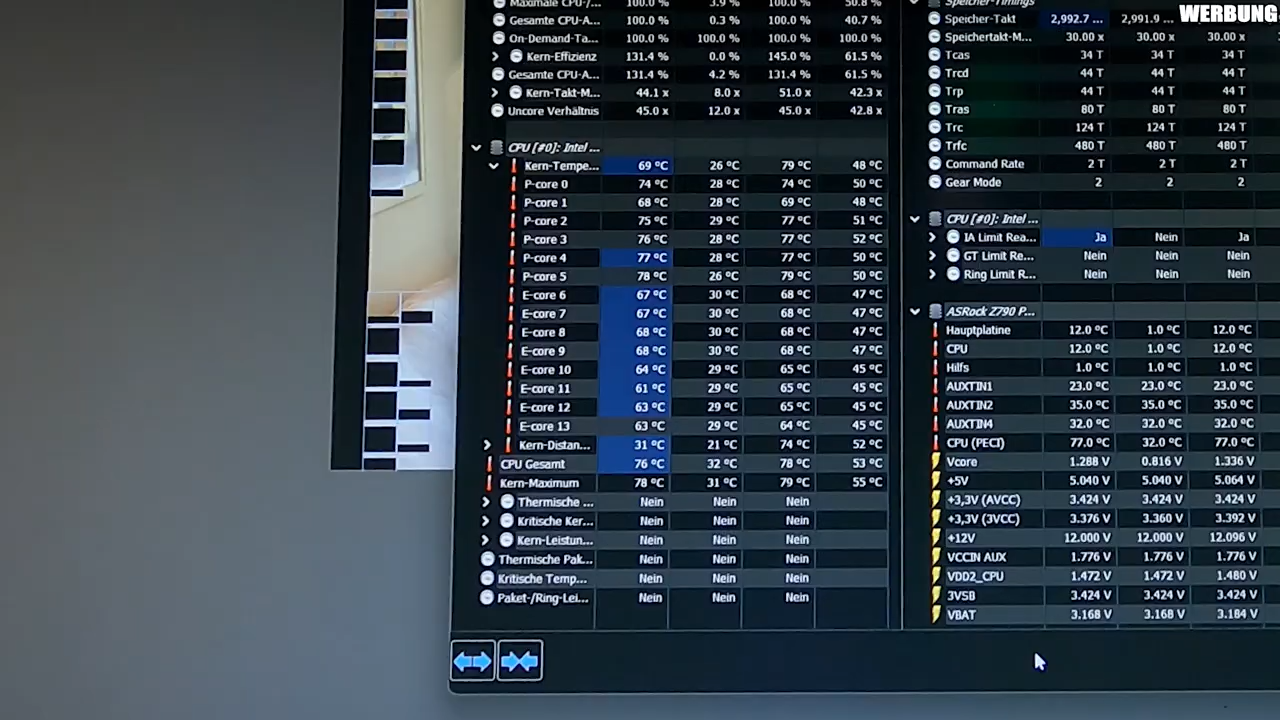 Maximale CPU-/... 100.0 % 3.9 % 100.0 % 50.8 %
Gesamte CPU-A... 100.0 % 0.3 % 100.0 % 40.7 %
On-Demand-Ta... 100.0 % 100.0 % 100.0 % 100.0 %
Kern-Effizienz 131.4 % 0.0 % 145.0 % 61.5 %
Gesamte CPU-A... 131.4 % 4.2 % 131.4 % 61.5 %
Kern-Takt-M... 44.1 x 8.0 x 51.0 x 42.3 x
Uncore Verhältnis 45.0 x 12.0 x 45.0 x 42.8 x
CPU [#0]: Intel ...
Kern-Tempe... 69 °C 26 °C 79 °C 48 °C
P-core 0 74 °C 28 °C 74 °C 50 °C
P-core 1 68 °C 28 °C 69 °C 48 °C
P-core 2 75 °C 29 °C 77 °C 51 °C
P-core 3 76 °C 28 °C 77 °C 52 °C
P-core 4 77 °C 28 °C 77 °C 50 °C
P-core 5 78 °C 26 °C 79 °C 50 °C
E-core 6 67 °C 30 °C 68 °C 47 °C
E-core 7 67 °C 30 °C 68 °C 47 °C
E-core 8 68 °C 30 °C 68 °C 47 °C
E-core 9 68 °C 30 °C 68 °C 47 °C
E-core 10 64 °C 29 °C 65 °C 45 °C
E-core 11 61 °C 29 °C 65 °C 45 °C
E-core 12 63 °C 29 °C 65 °C 45 °C
E-core 13 63 °C 29 °C 64 °C 45 °C
Kern-Distan... 31 °C 21 °C 74 °C 52 °C
CPU Gesamt 76 °C 32 °C 78 °C 53 °C
Kern-Maximum 78 °C 31 °C 79 °C 55 °C
Thermische ... Nein Nein Nein
Kritische Ker... Nein Nein Nein
Kern-Leistun... Nein Nein Nein
Thermische Pak... Nein Nein Nein
Kritische Temp... Nein Nein Nein
Paket-/Ring-Lei... Nein Nein Nein
WERBUNG
Speicher-Timings
Speicher-Takt 2,992.7 ... 2,991.9 ...
Speichertakt-M... 30.00 x 30.00 x 30.00 x
Tcas 34 T 34 T 34 T
Trcd 44 T 44 T 44 T
Trp 44 T 44 T 44 T
Tras 80 T 80 T 80 T
Trc 124 T 124 T 124 T
Trfc 480 T 480 T 480 T
Command Rate 2 T 2 T 2 T
Gear Mode 2 2 2
CPU [#0]: Intel ...
IA Limit Rea... Ja Nein Ja
GT Limit Re... Nein Nein Nein
Ring Limit R... Nein Nein Nein
ASRock Z790 P...
Hauptplatine 12.0 °C 1.0 °C 12.0 °C
CPU 12.0 °C 1.0 °C 12.0 °C
Hilfs 1.0 °C 1.0 °C 1.0 °C
AUXTIN1 23.0 °C 23.0 °C 23.0 °C
AUXTIN2 35.0 °C 35.0 °C 35.0 °C
AUXTIN4 32.0 °C 32.0 °C 32.0 °C
CPU (PECI) 77.0 °C 32.0 °C 77.0 °C
Vcore 1.288 V 0.816 V 1.336 V
+5V 5.040 V 5.040 V 5.064 V
+3,3V (AVCC) 3.424 V 3.424 V 3.424 V
+3,3V (3VCC) 3.376 V 3.360 V 3.392 V
+12V 12.000 V 12.000 V 12.096 V
VCCIN AUX 1.776 V 1.776 V 1.776 V
VDD2_CPU 1.472 V 1.472 V 1.480 V
3VSB 3.424 V 3.424 V 3.424 V
VBAT 3.168 V 3.168 V 3.184 V